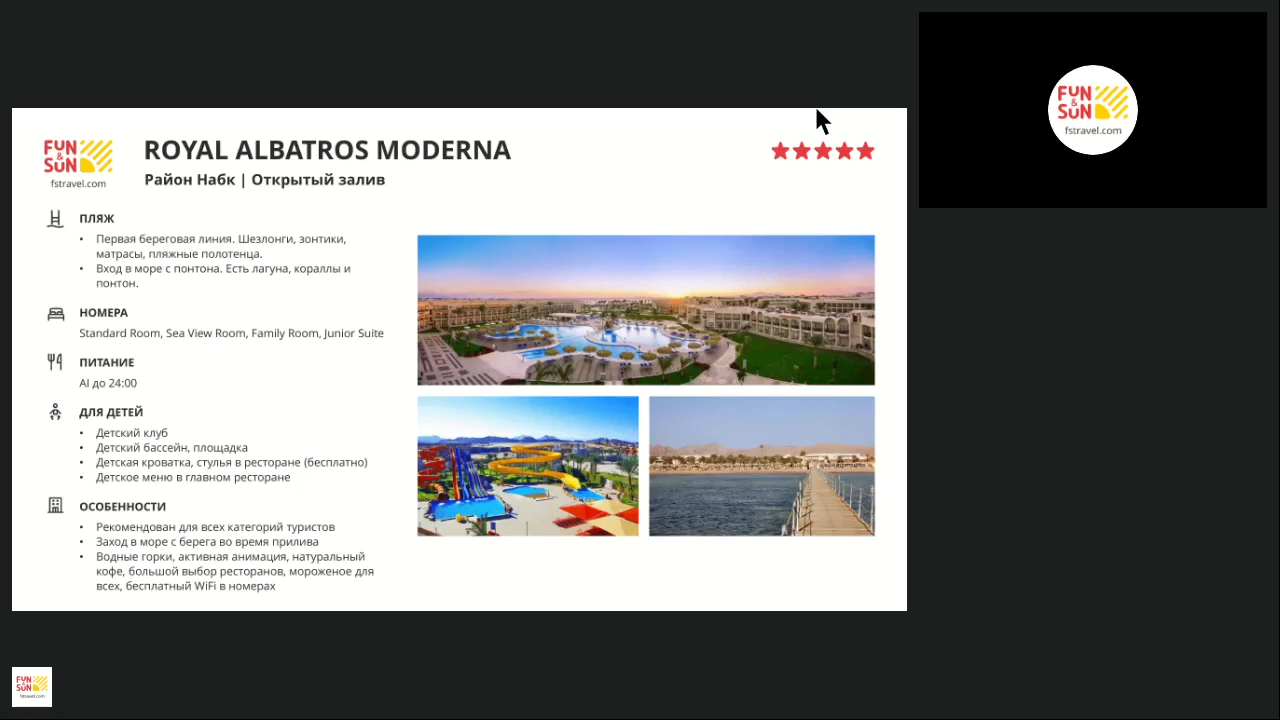 FUN
&
SUN
fstravel.com
ROYAL ALBATROS MODERNA
Район Набк | Открытый залив
ПЛЯЖ
• Первая береговая линия. Шезлонги, зонтики,
матрасы, пляжные полотенца.
• Вход в море с понтона. Есть лагуна, кораллы и
понтон.
НОМЕРА
Standard Room, Sea View Room, Family Room, Junior Suite
ПИТАНИЕ
AI до 24:00
ДЛЯ ДЕТЕЙ
• Детский клуб
• Детский бассейн, площадка
• Детская кроватка, стулья в ресторане (бесплатно)
• Детское меню в главном ресторане
ОСОБЕННОСТИ
• Рекомендован для всех категорий туристов
• Заход в море с берега во время прилива
• Водные горки, активная анимация, натуральный
кофе, большой выбор ресторанов, мороженое для
всех, бесплатный WiFi в номерах
FUN
&
SUN
fstravel.com
FUN
&
SUN
fstravel.com